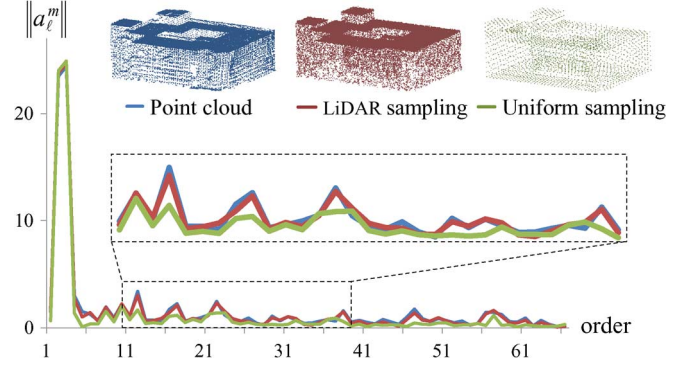 ‖a_ℓ^m‖
Point cloud LiDAR sampling Uniform sampling
20
10
0
order
1 11 21 31 41 51 61